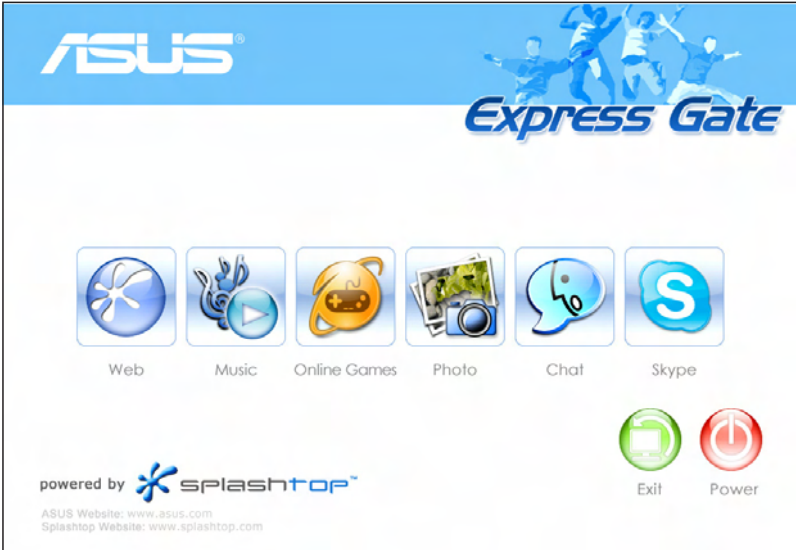 ASUS®
Express Gate
Web
Music
Online Games
Photo
Chat
Skype
Exit
Power
powered by splashtop™
ASUS Website: www.asus.com
Splashtop Website: www.splashtop.com